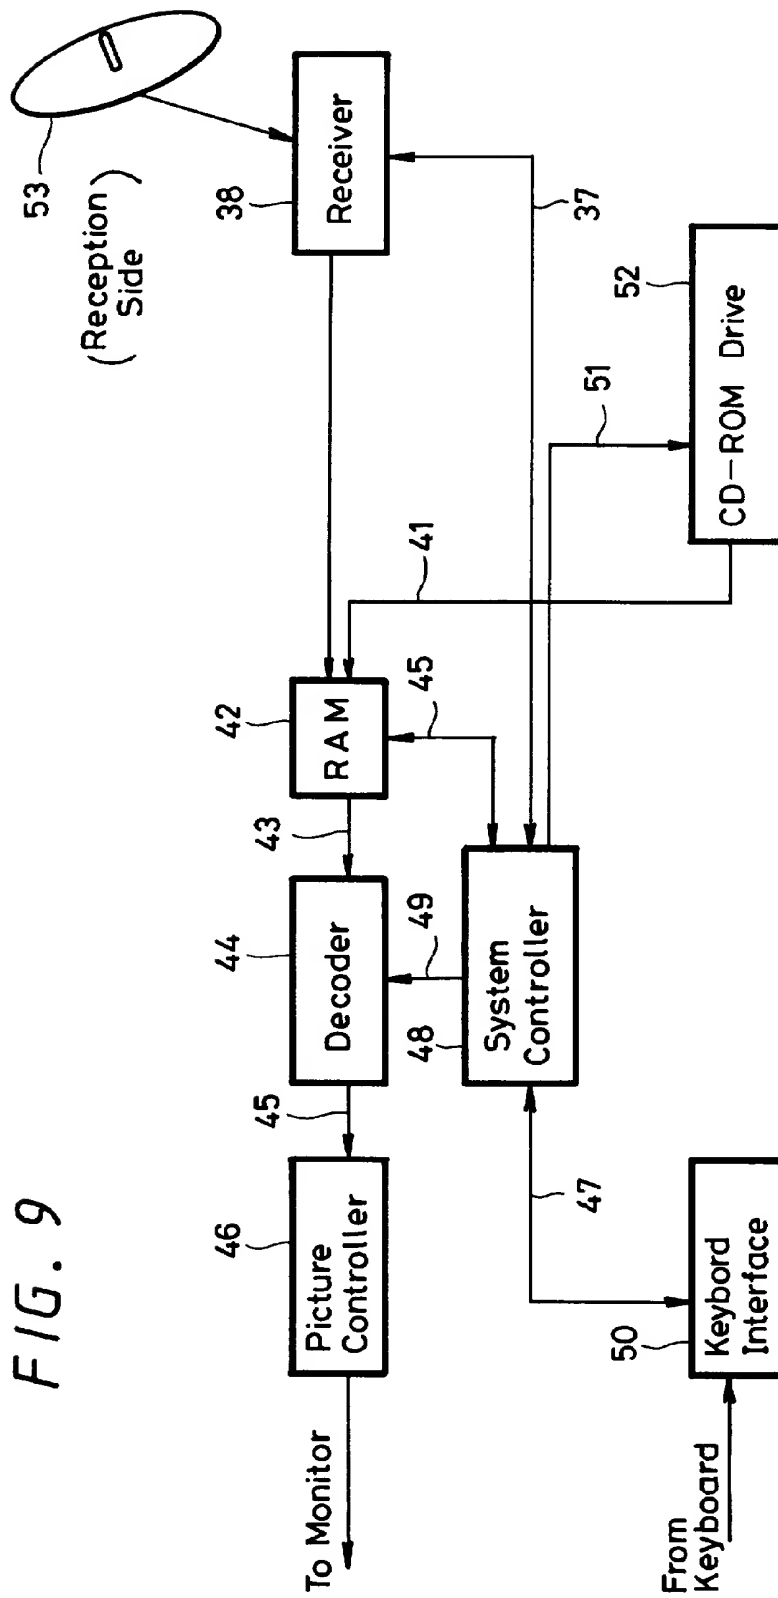 FIG. 9
(Reception
Side)
53
38
Receiver
37
42
RAM
41
45
43
44
Decoder
49
45
46
Picture
Controller
To Monitor
48
System
Controller
51
52
CD-ROM Drive
47
50
Keybord
Interface
From
Keyboard